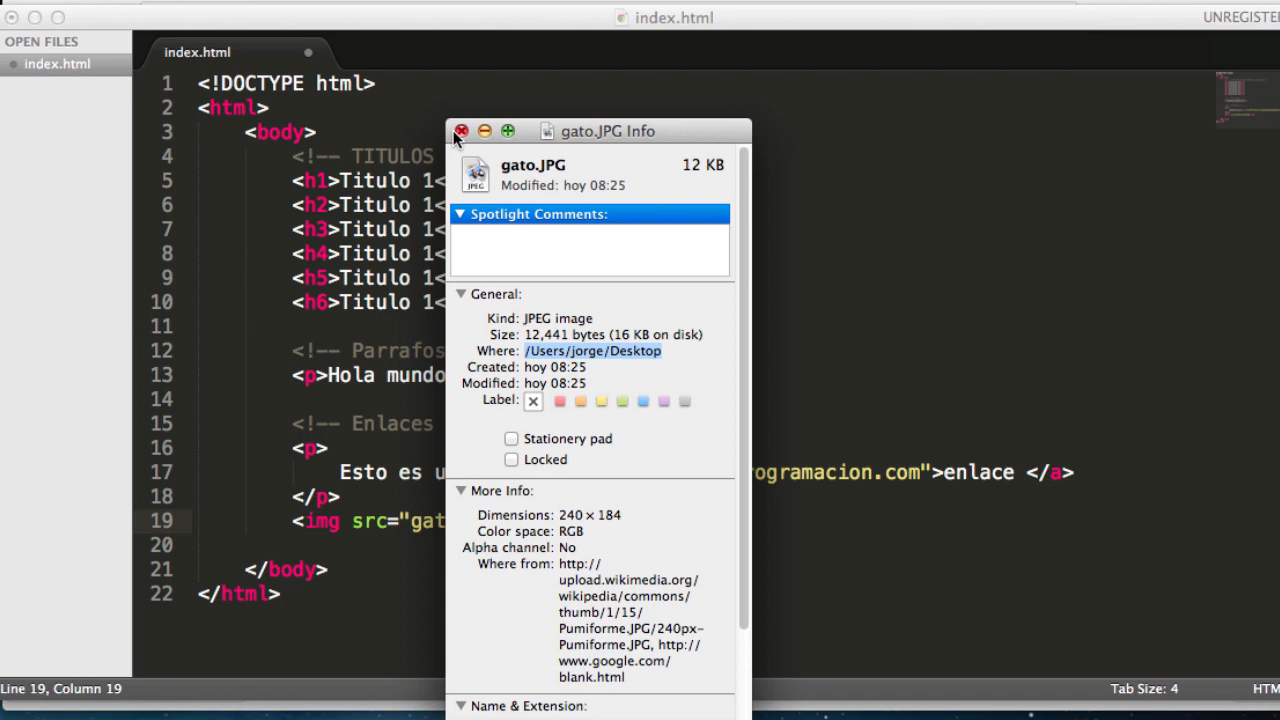 index.html
UNREGISTE
OPEN FILES
index.html
index.html
1 <!DOCTYPE html>
2 <html>
3 <body>
4 <!-- TITULOS
5 <h1>Titulo 1<
6 <h2>Titulo 1<
7 <h3>Titulo 1<
8 <h4>Titulo 1<
9 <h5>Titulo 1<
10 <h6>Titulo 1<
11
12 <!-- Parrafos
13 <p>Hola mundo
14
15 <!-- Enlaces
16 <p>
17 Esto es u ogramacion.com">enlace </a>
18 </p>
19 <img src="gat
20
21 </body>
22 </html>
gato.JPG Info
JPEG
gato.JPG 12 KB
Modified: hoy 08:25
Spotlight Comments:
General:
Kind: JPEG image
Size: 12,441 bytes (16 KB on disk)
Where: /Users/jorge/Desktop
Created: hoy 08:25
Modified: hoy 08:25
Label:
Stationery pad
Locked
More Info:
Dimensions: 240 × 184
Color space: RGB
Alpha channel: No
Where from: http://
upload.wikimedia.org/
wikipedia/commons/
thumb/1/15/
Pumiforme.JPG/240px-
Pumiforme.JPG, http://
www.google.com/
blank.html
Name & Extension:
Line 19, Column 19
Tab Size: 4
HTM